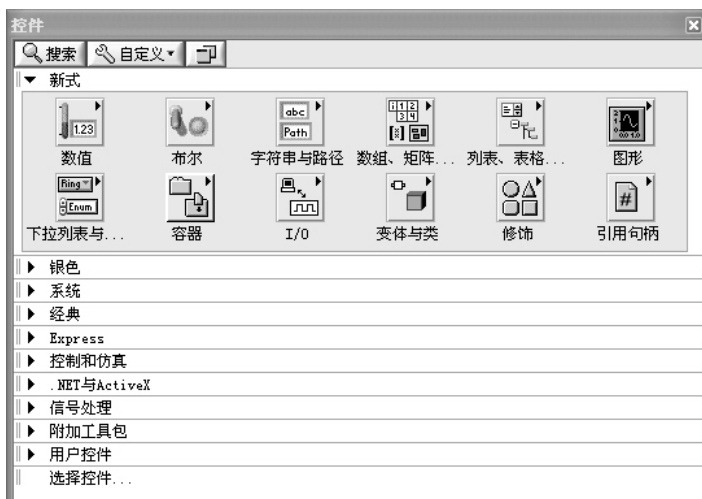 控件
搜索 自定义
新式
1.23 abc Path
数值 布尔 字符串与路径 数组、矩阵... 列表、表格... 图形
Ring Enum #
下拉列表与... 容器 I/O 变体与类 修饰 引用句柄
银色
系统
经典
Express
控制和仿真
.NET与ActiveX
信号处理
附加工具包
用户控件
选择控件...